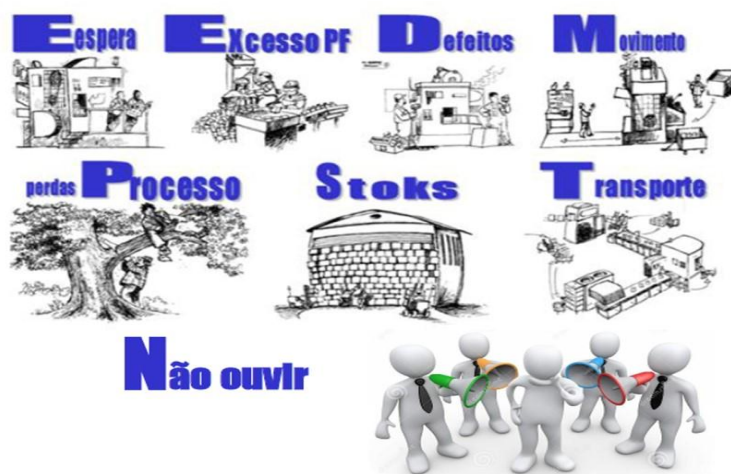 Eespera Excesso PF Defeitos Movimento
perdas Processo Stoks Transporte
Não ouvir